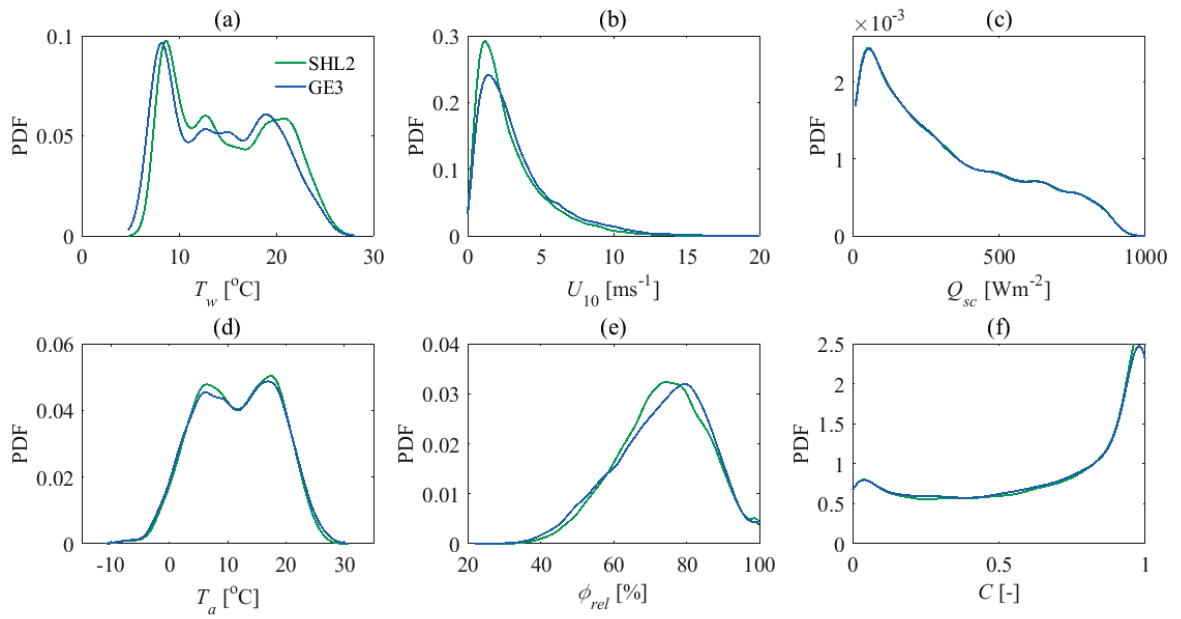 (a)
0.1
0.05
0
PDF
SHL2
GE3
0 10 20 30
T_w [°C]
(b)
0.3
0.2
0.1
0
PDF
0 5 10 15 20
U_10 [ms^-1]
(c)
× 10^-3
2
1
0
PDF
0 500 1000
Q_sc [Wm^-2]
(d)
0.06
0.04
0.02
0
PDF
-10 0 10 20 30
T_a [°C]
(e)
0.04
0.03
0.02
0.01
0
PDF
20 40 60 80 100
ϕ_rel [%]
(f)
2.5
2
1.5
1
0.5
0
PDF
0 0.5 1
C [-]